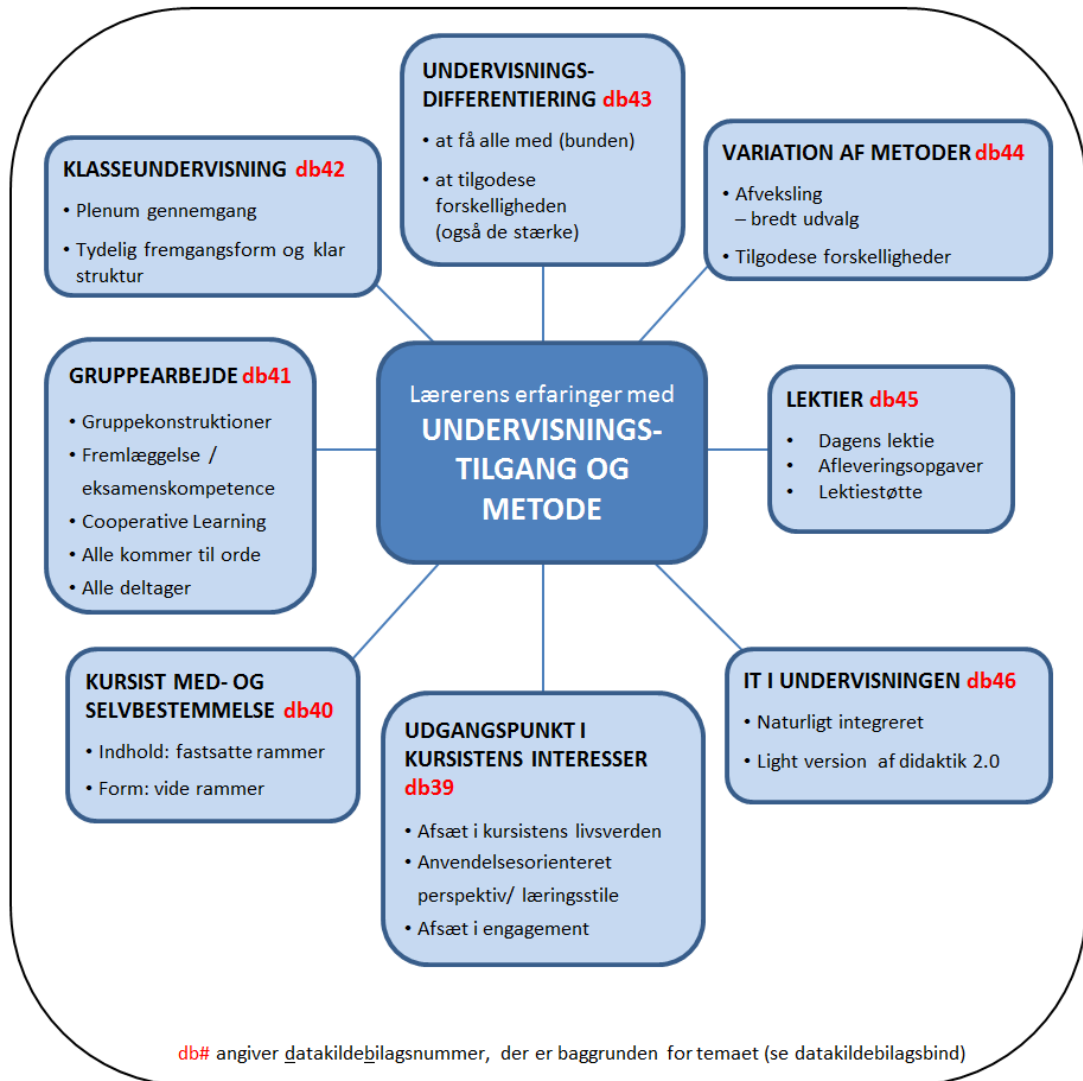 UNDERVISNINGS-
DIFFERENTIERING db43
• at få alle med (bunden)
• at tilgodese
forskelligheden
(også de stærke)
KLASSEUNDERVISNING db42
• Plenum gennemgang
• Tydelig fremgangsform og klar
struktur
VARIATION AF METODER db44
• Afveksling
– bredt udvalg
• Tilgodese forskelligheder
GRUPPEARBEJDE db41
• Gruppekonstruktioner
• Fremlæggelse /
eksamenskompetence
• Cooperative Learning
• Alle kommer til orde
• Alle deltager
Lærerens erfaringer med
UNDERVISNINGS-
TILGANG OG
METODE
LEKTIER db45
• Dagens lektie
• Afleveringsopgaver
• Lektiestøtte
KURSIST MED- OG
SELVBESTEMMELSE db40
• Indhold: fastsatte rammer
• Form: vide rammer
UDGANGSPUNKT I
KURSISTENS INTERESSER
db39
• Afsæt i kursistens livsverden
• Anvendelsesorienteret
perspektiv/ læringsstile
• Afsæt i engagement
IT I UNDERVISNINGEN db46
• Naturligt integreret
• Light version af didaktik 2.0
db# angiver datakildebilagsnummer, der er baggrunden for temaet (se datakildebilagsbind)